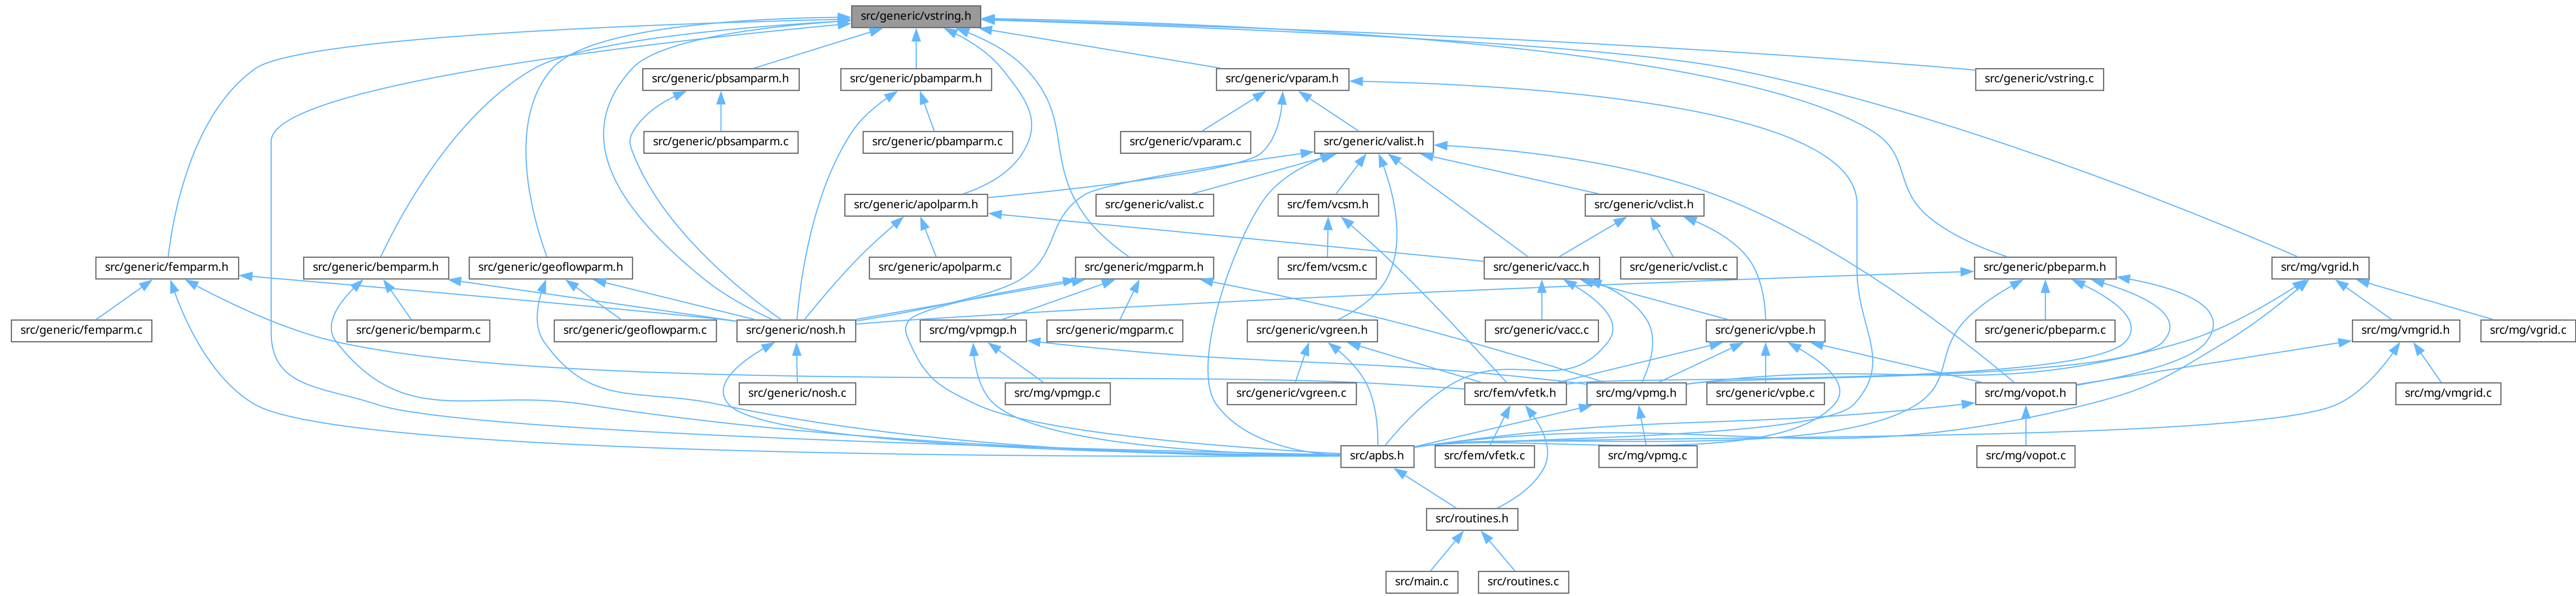 src/generic/vstring.h
src/generic/pbsamparm.h
src/generic/pbamparm.h
src/generic/vparam.h
src/generic/vstring.c
src/generic/pbsamparm.c
src/generic/pbamparm.c
src/generic/vparam.c
src/generic/valist.h
src/generic/apolparm.h
src/generic/valist.c
src/fem/vcsm.h
src/generic/vclist.h
src/generic/femparm.h
src/generic/bemparm.h
src/generic/geoflowparm.h
src/generic/apolparm.c
src/generic/mgparm.h
src/fem/vcsm.c
src/generic/vacc.h
src/generic/vclist.c
src/generic/pbeparm.h
src/mg/vgrid.h
src/generic/femparm.c
src/generic/bemparm.c
src/generic/geoflowparm.c
src/generic/nosh.h
src/mg/vpmgp.h
src/generic/mgparm.c
src/generic/vgreen.h
src/generic/vacc.c
src/generic/vpbe.h
src/generic/pbeparm.c
src/mg/vmgrid.h
src/mg/vgrid.c
src/generic/nosh.c
src/mg/vpmgp.c
src/generic/vgreen.c
src/fem/vfetk.h
src/mg/vpmg.h
src/generic/vpbe.c
src/mg/vopot.h
src/mg/vmgrid.c
src/apbs.h
src/fem/vfetk.c
src/mg/vpmg.c
src/mg/vopot.c
src/routines.h
src/main.c
src/routines.c